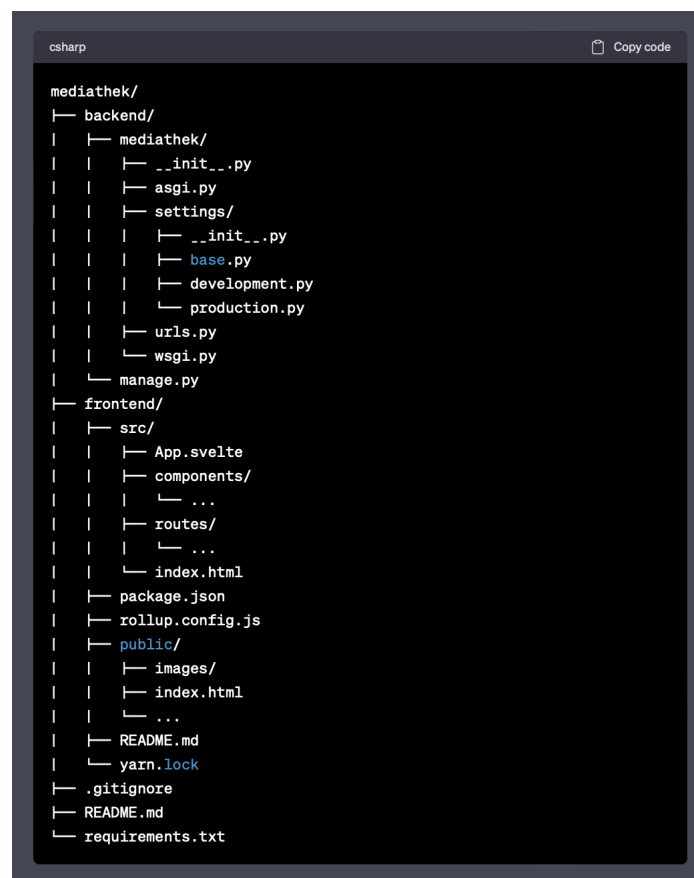 csharp Copy code
mediathek/
├── backend/
│   ├── mediathek/
│   │   ├── __init__.py
│   │   ├── asgi.py
│   │   ├── settings/
│   │   │   ├── __init__.py
│   │   │   ├── base.py
│   │   │   ├── development.py
│   │   │   └── production.py
│   │   ├── urls.py
│   │   └── wsgi.py
│   └── manage.py
├── frontend/
│   ├── src/
│   │   ├── App.svelte
│   │   ├── components/
│   │   │   └── ...
│   │   ├── routes/
│   │   │   └── ...
│   │   └── index.html
│   ├── package.json
│   ├── rollup.config.js
│   ├── public/
│   │   ├── images/
│   │   ├── index.html
│   │   └── ...
│   ├── README.md
│   └── yarn.lock
├── .gitignore
├── README.md
└── requirements.txt